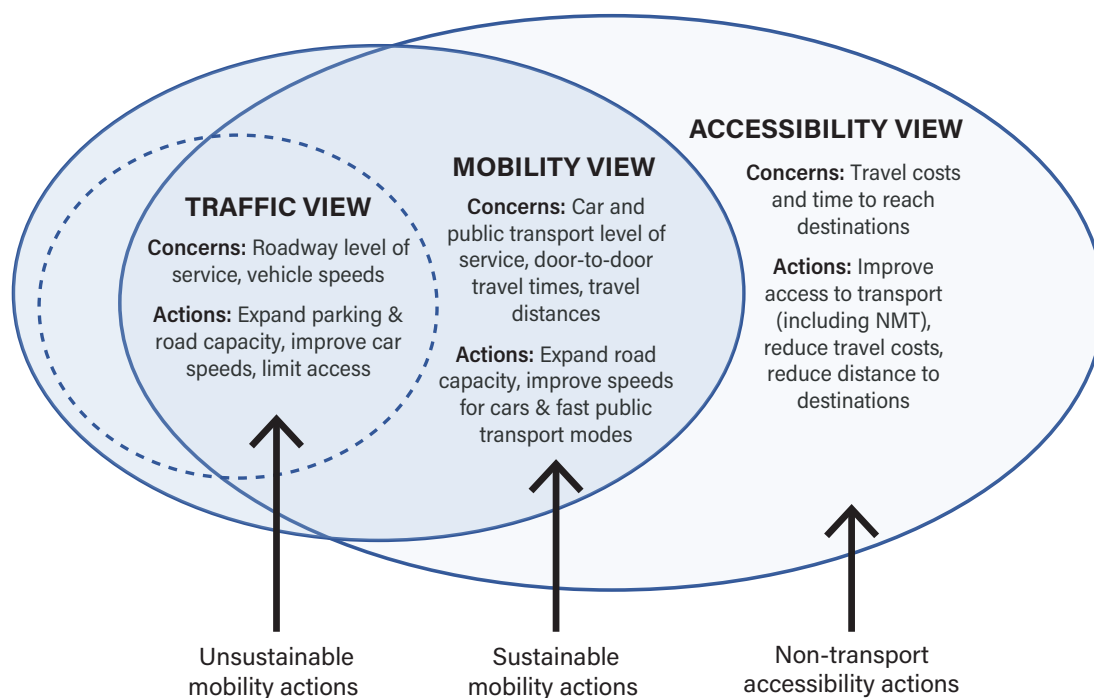 TRAFFIC VIEW
Concerns: Roadway level of
service, vehicle speeds
Actions: Expand parking &
road capacity, improve car
speeds, limit access
MOBILITY VIEW
Concerns: Car and
public transport level of
service, door-to-door
travel times, travel
distances
Actions: Expand road
capacity, improve speeds
for cars & fast public
transport modes
ACCESSIBILITY VIEW
Concerns: Travel costs
and time to reach
destinations
Actions: Improve
access to transport
(including NMT),
reduce travel costs,
reduce distance to
destinations
Unsustainable
mobility actions
Sustainable
mobility actions
Non-transport
accessibility actions